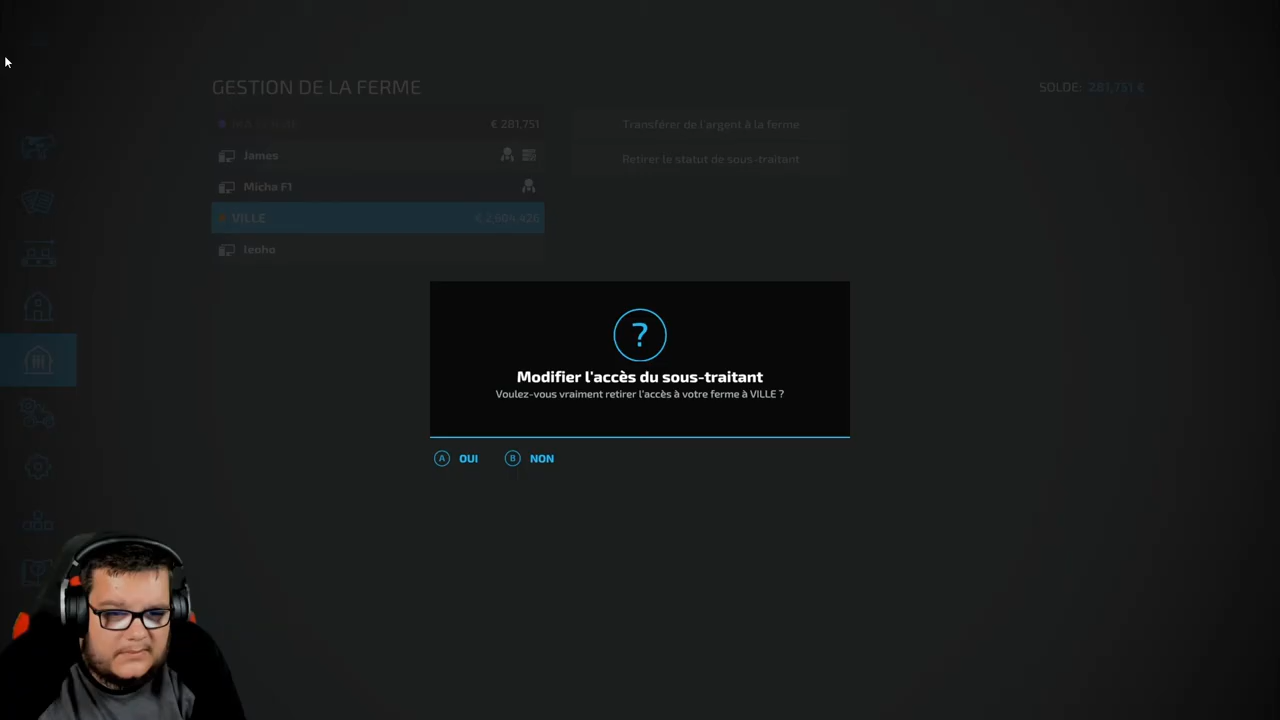 GESTION DE LA FERME
SOLDE: 281,751 €
€ 281,751
Transférer de l'argent à la ferme
James
Retirer le statut de sous-traitant
Micha F1
VILLE
leoho
?
Modifier l'accès du sous-traitant
Voulez-vous vraiment retirer l'accès à votre ferme à VILLE ?
A OUI B NON